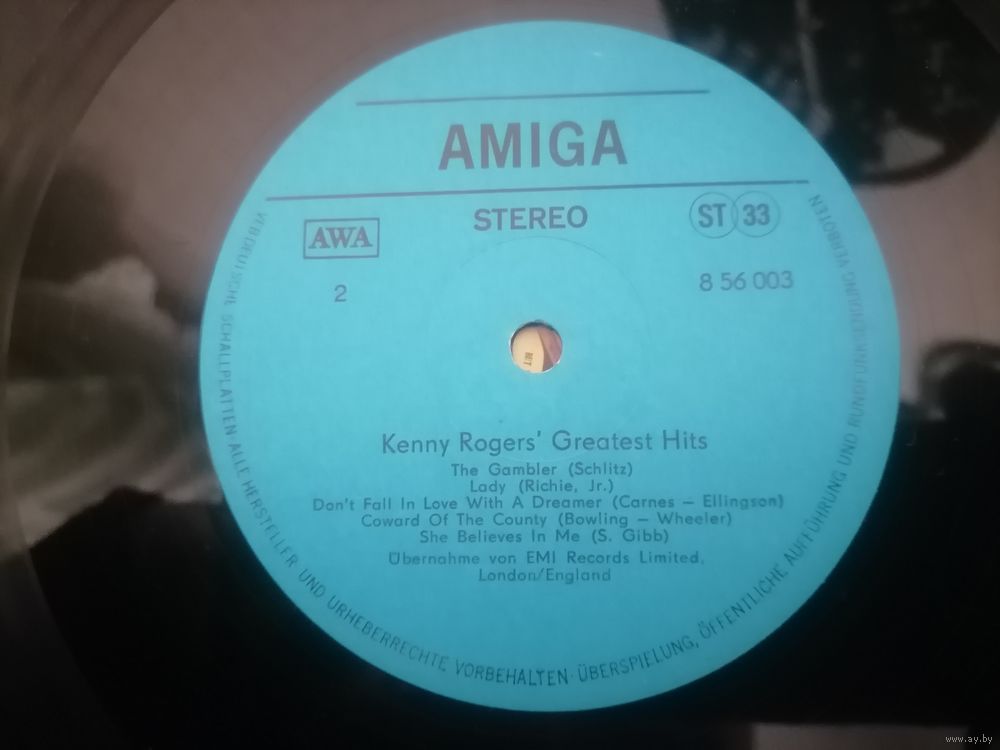 AMIGA
AWA
STEREO
ST 33
2
8 56 003
Kenny Rogers' Greatest Hits
The Gambler (Schlitz)
Lady (Richie, Jr.)
Don't Fall In Love With A Dreamer (Carnes – Ellingson)
Coward Of The County (Bowling – Wheeler)
She Believes In Me (S. Gibb)
Übernahme von EMI Records Limited,
London/England
VEB DEUTSCHE SCHALLPLATTEN·ALLE HERSTELLER- UND URHEBERRECHTE VORBEHALTEN·ÜBERSPIELUNG, ÖFFENTLICHE AUFFÜHRUNG UND RUNDFUNKSENDUNG VERBOTEN
www.ay.by